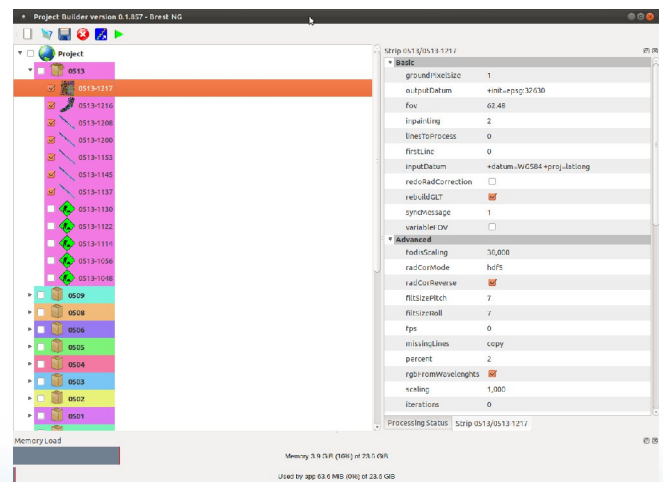 Project Builder version 0.1.857 - Brest NG
Project
0513
0513-1217
0513-1216
0513-1208
0513-1200
0513-1153
0513-1145
0513-1137
0513-1130
0513-1122
0513-1114
0513-1056
0513-1048
0509
0508
0506
0505
0504
0503
0502
0501
Strip 0513/0513-1217
Basic
groundPixelSize 1
outputDatum +init=epsg:32630
fov 62.48
inpainting 2
linesToProcess 0
firstLine 0
inputDatum +datum=WGS84 +proj=latlong
redoRadCorrection
rebuildGLT
syncMessage 1
variableFOV
Advanced
fodisScaling 30,000
radCorMode hdf5
radCorReverse
filtSizePitch 7
filtSizeRoll 7
fps 0
missingLines copy
percent 2
rgbFromWavelenghts
scaling 1,000
iterations 0
Processing Status Strip 0513/0513-1217
Memory Load
Memory 3.9 GiB (16%) of 23.5 GiB
Used by app 63.6 MiB (0%) of 23.5 GiB